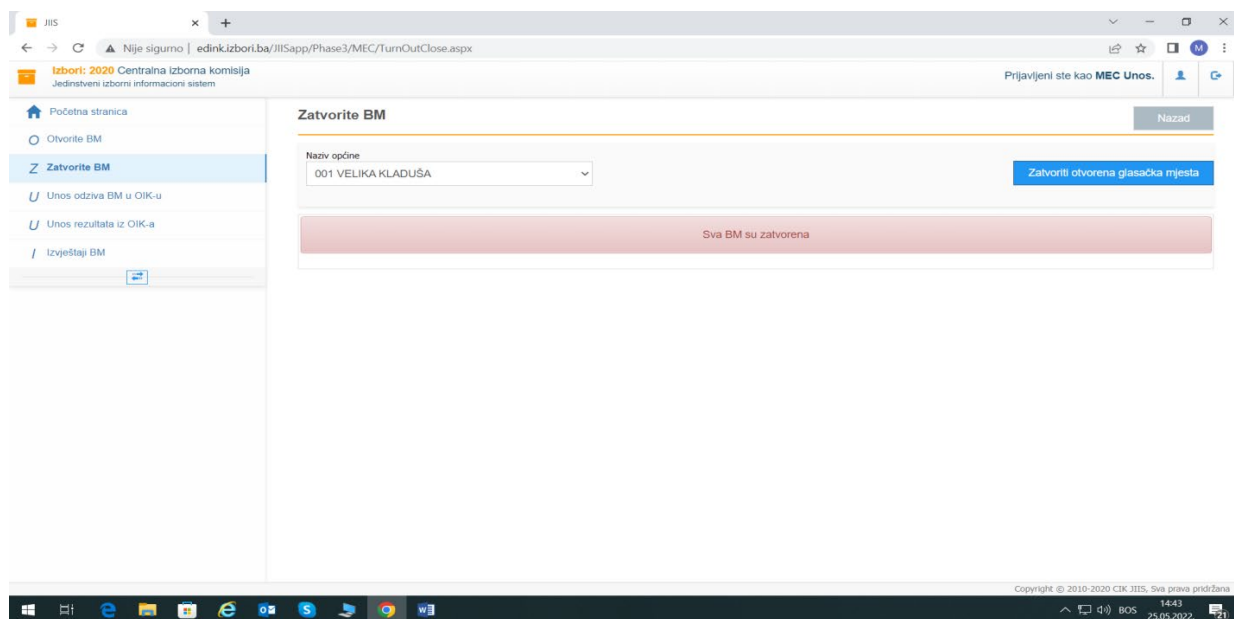 JIIS
Nije sigurno | edink.izbori.ba/JIISapp/Phase3/MEC/TurnOutClose.aspx
M
Izbori: 2020 Centralna izborna komisija
Jedinstveni izborni informacioni sistem
Prijavljeni ste kao MEC Unos.
Početna stranica
O Otvorite BM
Z Zatvorite BM
U Unos odziva BM u OIK-u
U Unos rezultata iz OIK-a
I Izvještaji BM
Zatvorite BM
Nazad
Naziv općine
001 VELIKA KLADUŠA
Zatvoriti otvorena glasačka mjesta
Sva BM su zatvorena
Copyright © 2010-2020 CIK JIIS, Sva prava pridržana
BOS
14:43
25.05.2022.
21